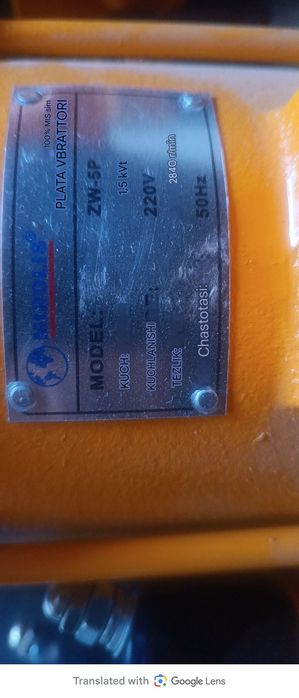 100% MIS sim
PLATA VBRATTORI
MODEL: ZW-5P
KUCH: 1,5 kVt
KUCHLANISHI : 220V
TEZLIK: 2840 r/min
Chastotasi: 50Hz
Translated with Google Lens